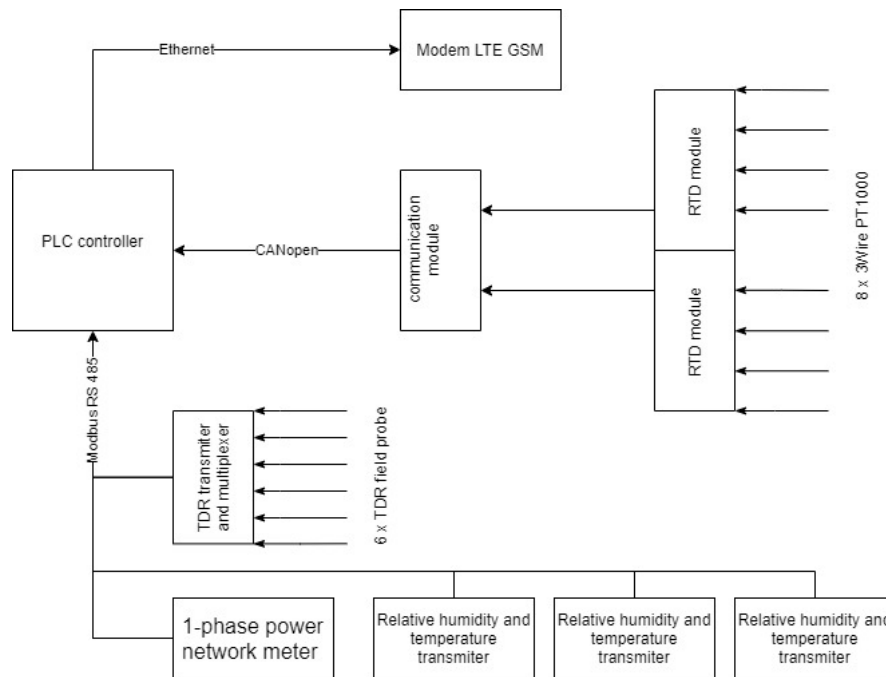 Ethernet
Modem LTE GSM
PLC controller
CANopen
communication
module
RTD module
RTD module
8 x 3Wire PT1000
Modbus RS 485
TDR transmiter
and multiplexer
6 x TDR field probe
1-phase power
network meter
Relative humidity and
temperature
transmiter
Relative humidity and
temperature
transmiter
Relative humidity and
temperature
transmiter